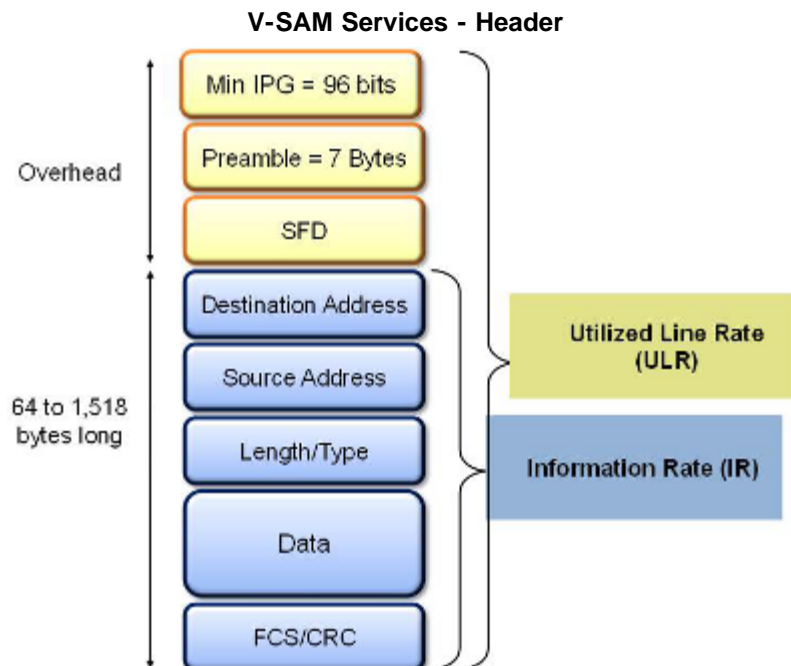 V-SAM Services - Header
Min IPG = 96 bits
Preamble = 7 Bytes
Overhead
SFD
Destination Address
Source Address
64 to 1,518
bytes long
Length/Type
Data
FCS/CRC
Utilized Line Rate
(ULR)
Information Rate (IR)